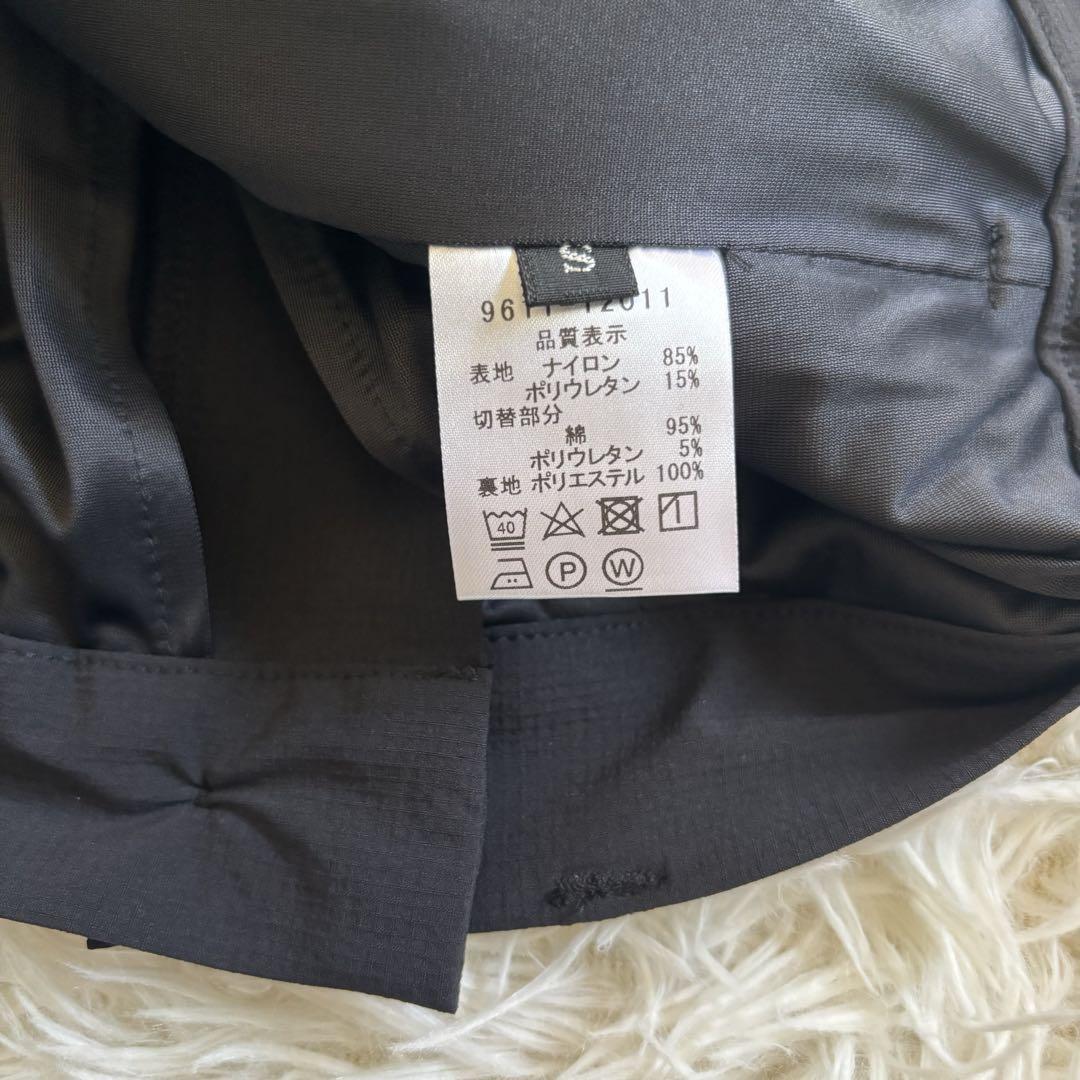 S
品質表示
表地 ナイロン 85%
ポリウレタン 15%
切替部分
綿 95%
ポリウレタン 5%
裏地 ポリエステル 100%
40
P
W